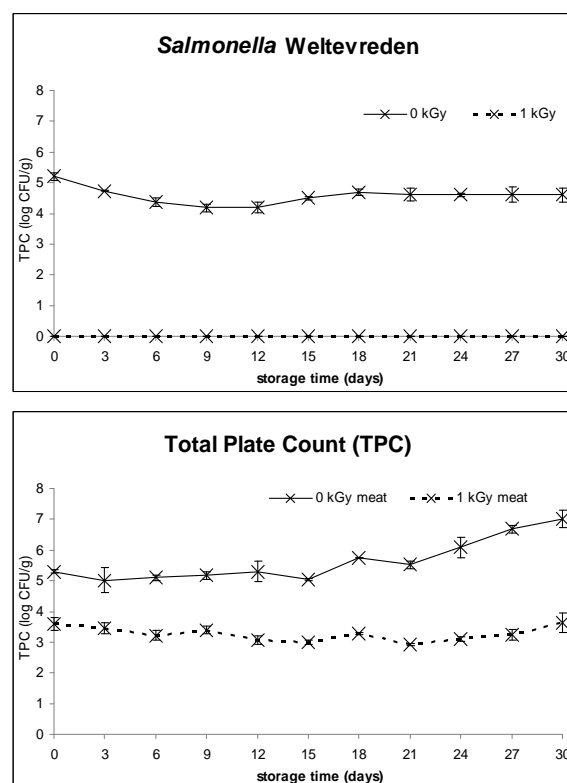 Salmonella Weltevreden
0 kGy 1 kGy
8
7
6
5
4
3
2
1
0
TPC (log CFU/g)
0 3 6 9 12 15 18 21 24 27 30
storage time (days)
Total Plate Count (TPC)
0 kGy meat 1 kGy meat
8
7
6
5
4
3
2
1
0
TPC (log CFU/g)
0 3 6 9 12 15 18 21 24 27 30
storage time (days)